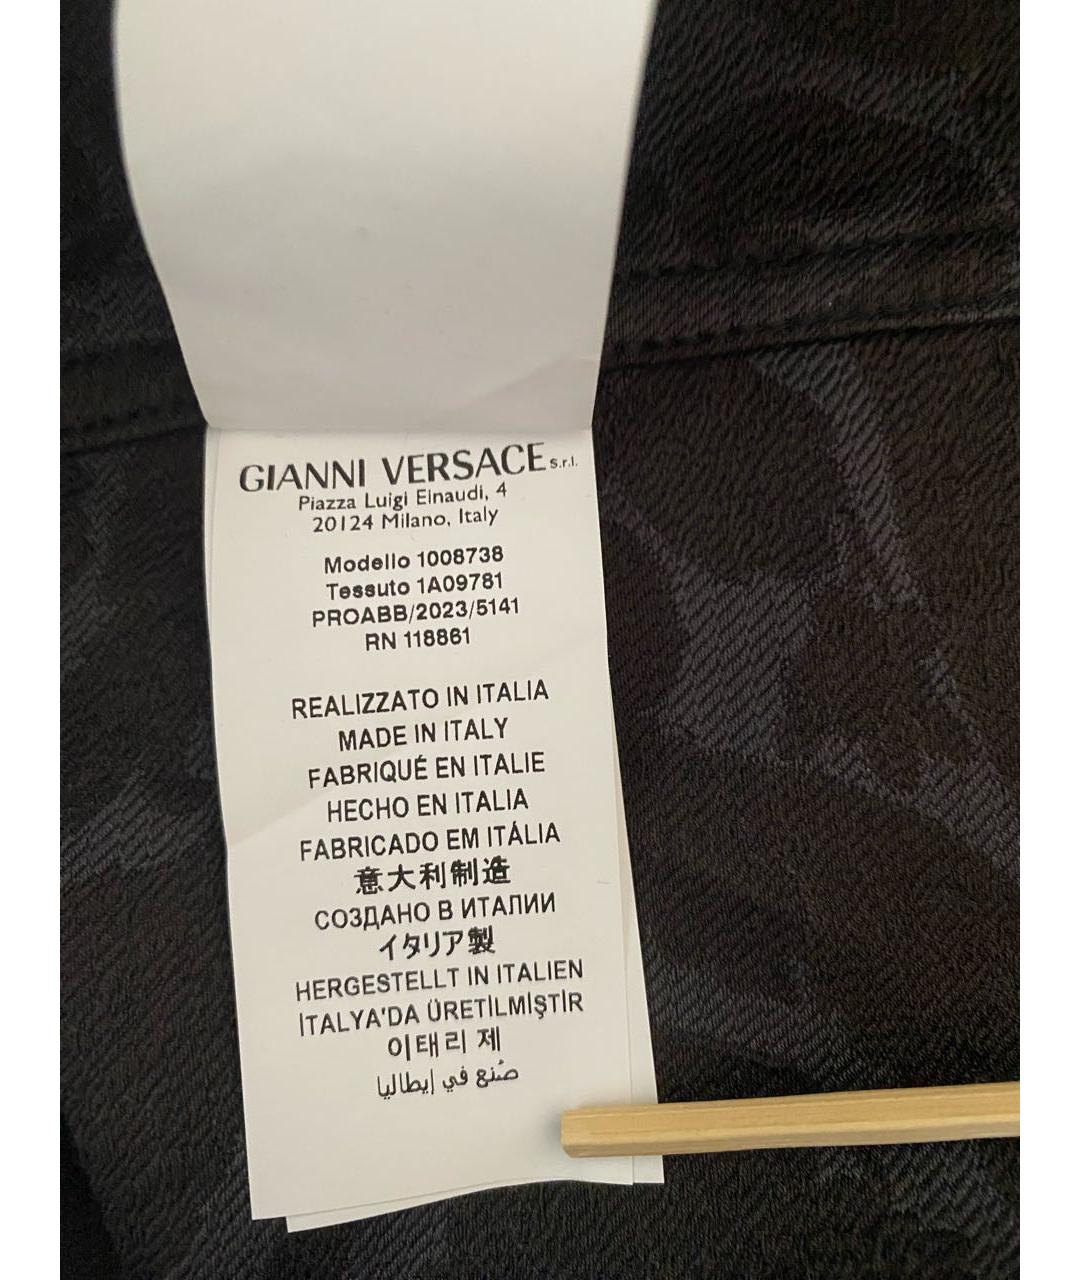 GIANNI VERSACE s.r.l.
Piazza Luigi Einaudi, 4
20124 Milano, Italy
Modello 1008738
Tessuto 1A09781
PROABB/2023/5141
RN 118861
REALIZZATO IN ITALIA
MADE IN ITALY
FABRIQUÉ EN ITALIE
HECHO EN ITALIA
FABRICADO EM ITÁLIA
意大利制造
СОЗДАНО В ИТАЛИИ
イタリア製
HERGESTELLT IN ITALIEN
İTALYA'DA ÜRETİLMİŞTİR
이태리 제
صُنع في إيطاليا